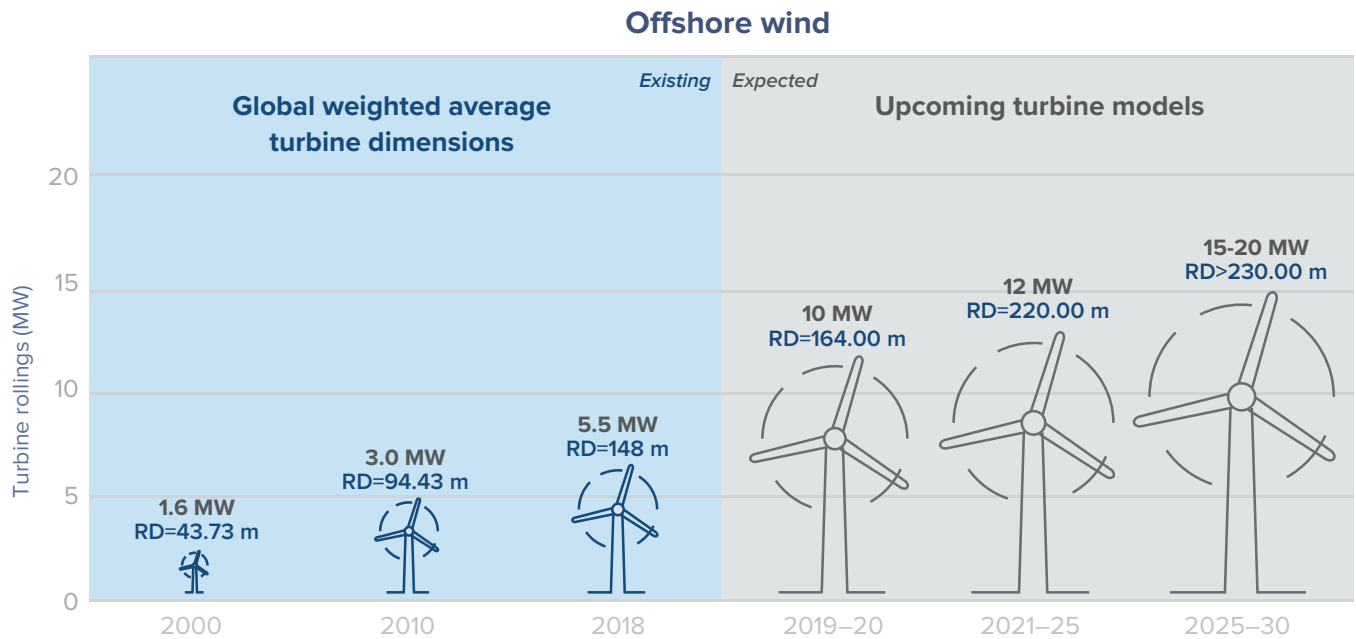 Offshore wind
Existing
Expected
Global weighted average
turbine dimensions
Upcoming turbine models
Turbine rollings (MW)
20
15
10
5
0
1.6 MW
RD=43.73 m
3.0 MW
RD=94.43 m
5.5 MW
RD=148 m
10 MW
RD=164.00 m
12 MW
RD=220.00 m
15-20 MW
RD>230.00 m
2000
2010
2018
2019–20
2021–25
2025–30